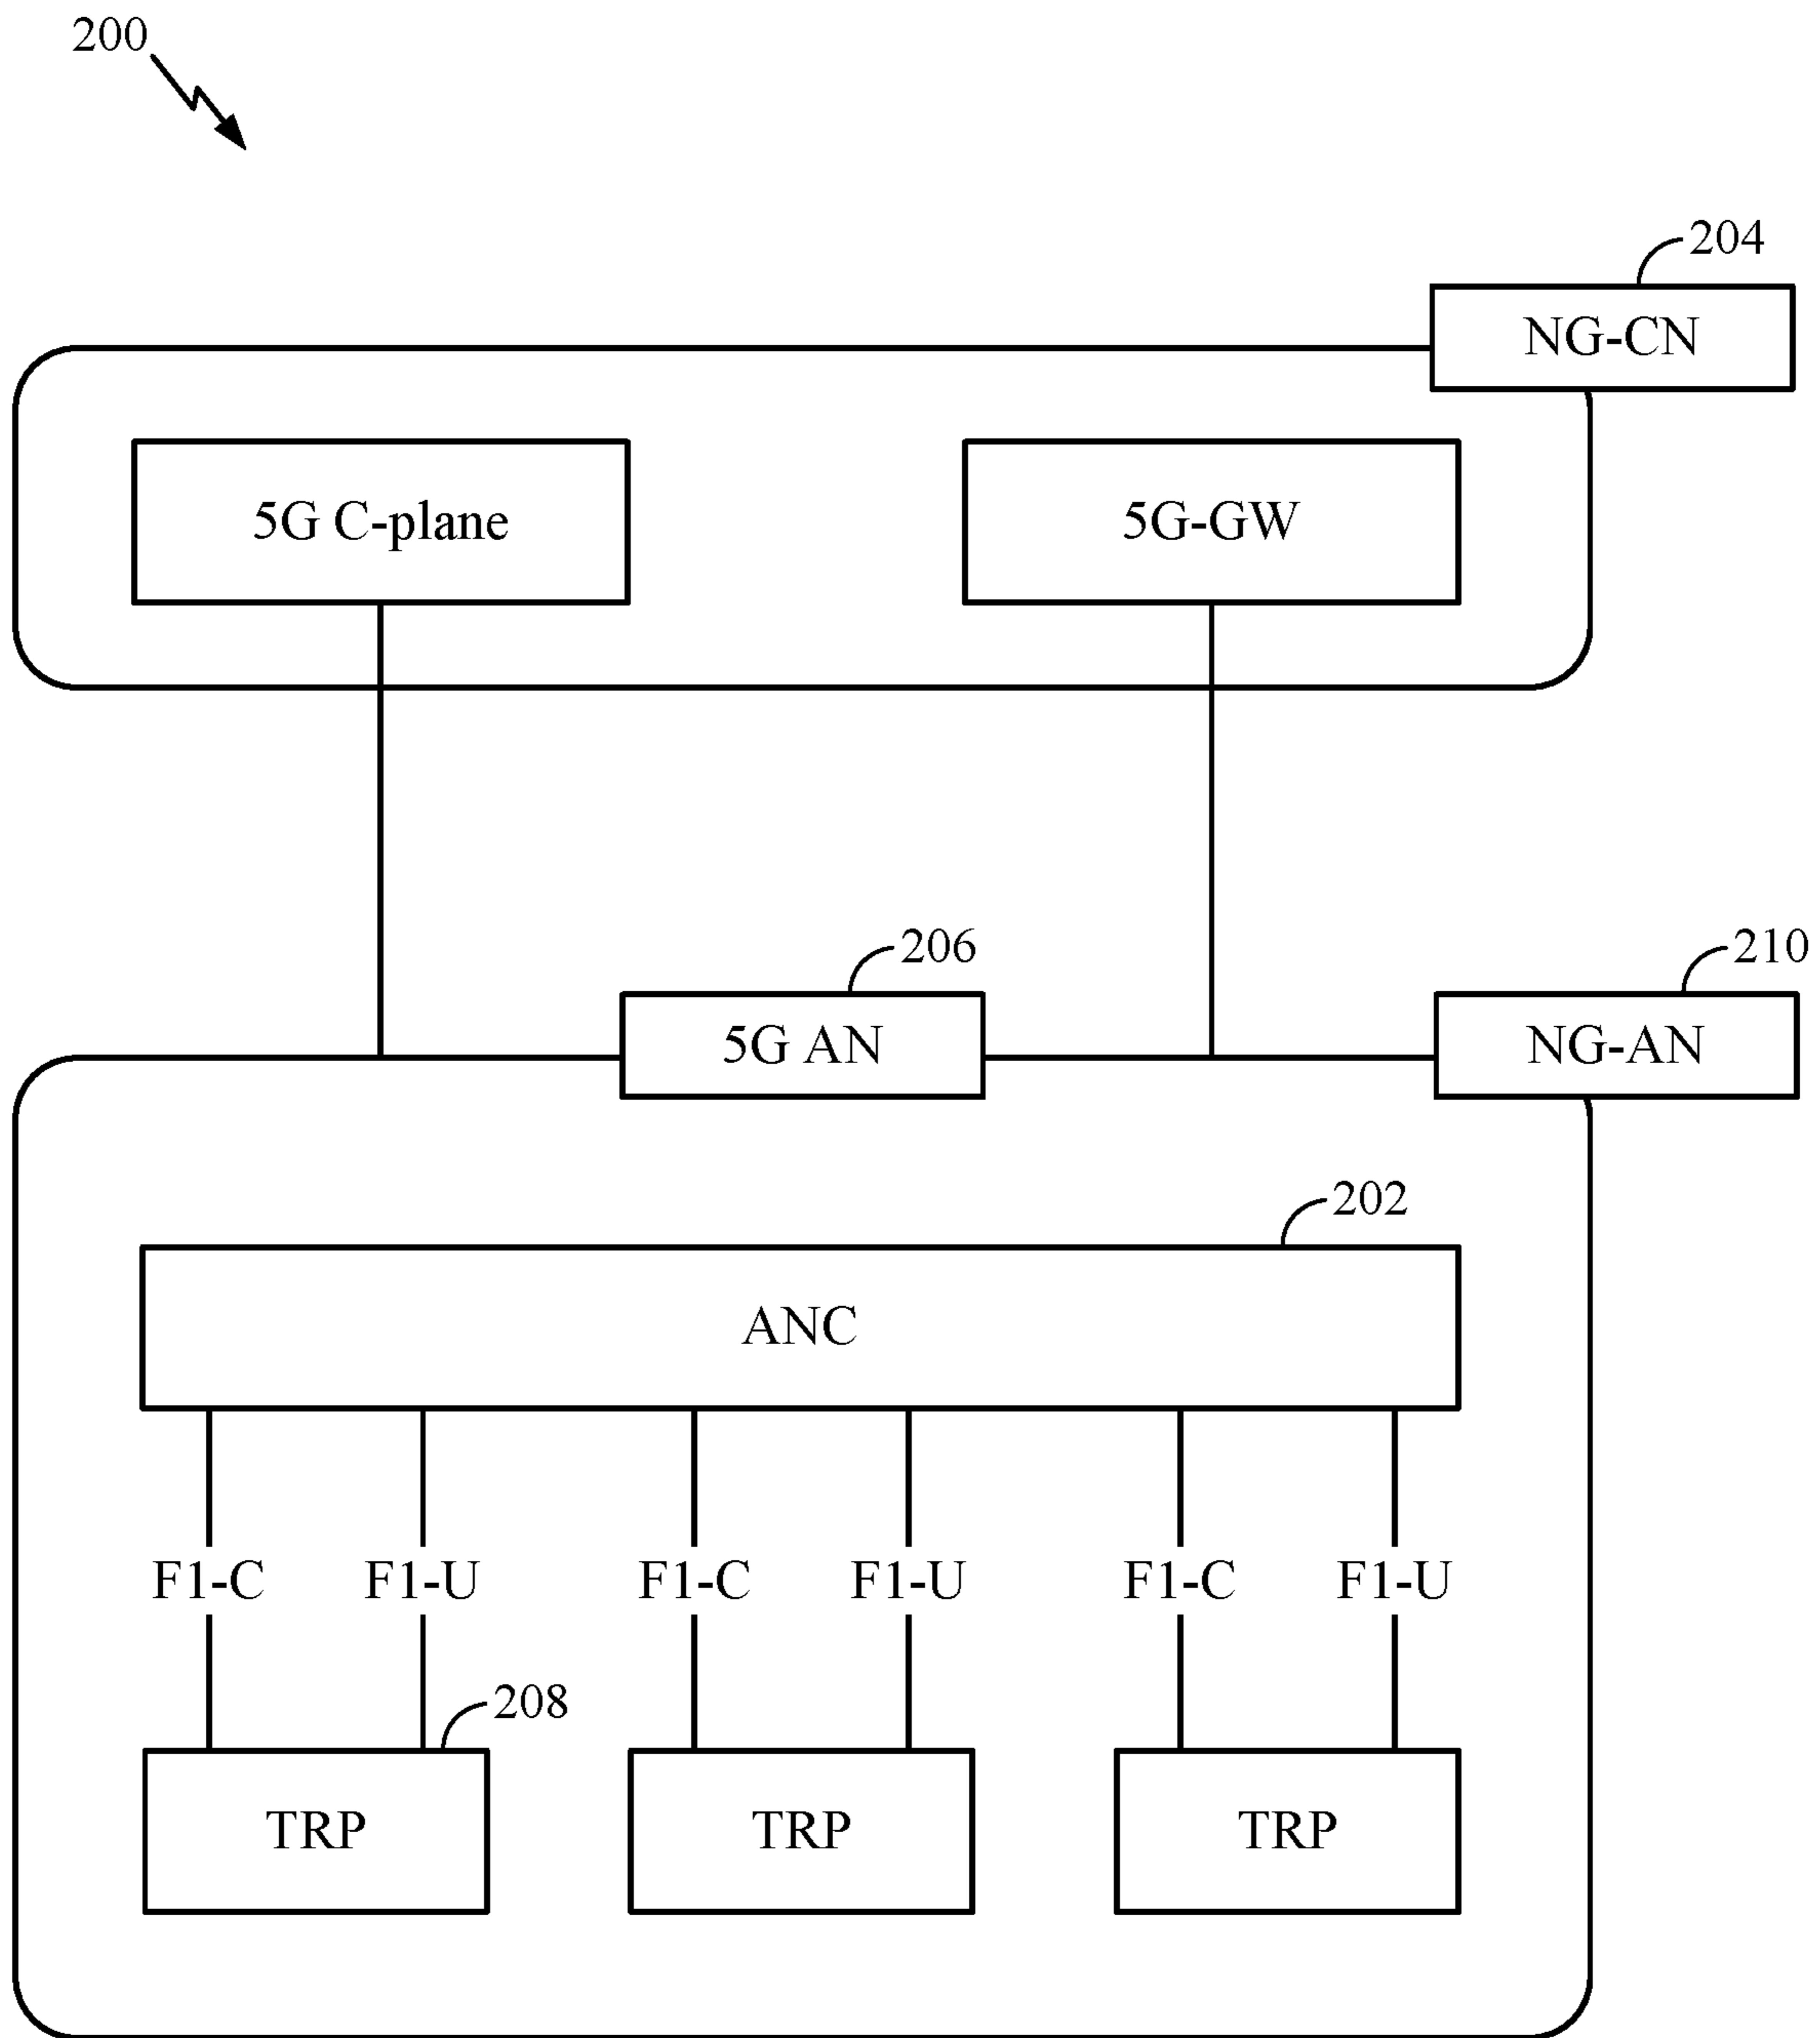 200
204
NG-CN
5G C-plane
5G-GW
206
210
5G AN
NG-AN
202
ANC
F1-C
F1-U
F1-C
F1-U
F1-C
F1-U
208
TRP
TRP
TRP